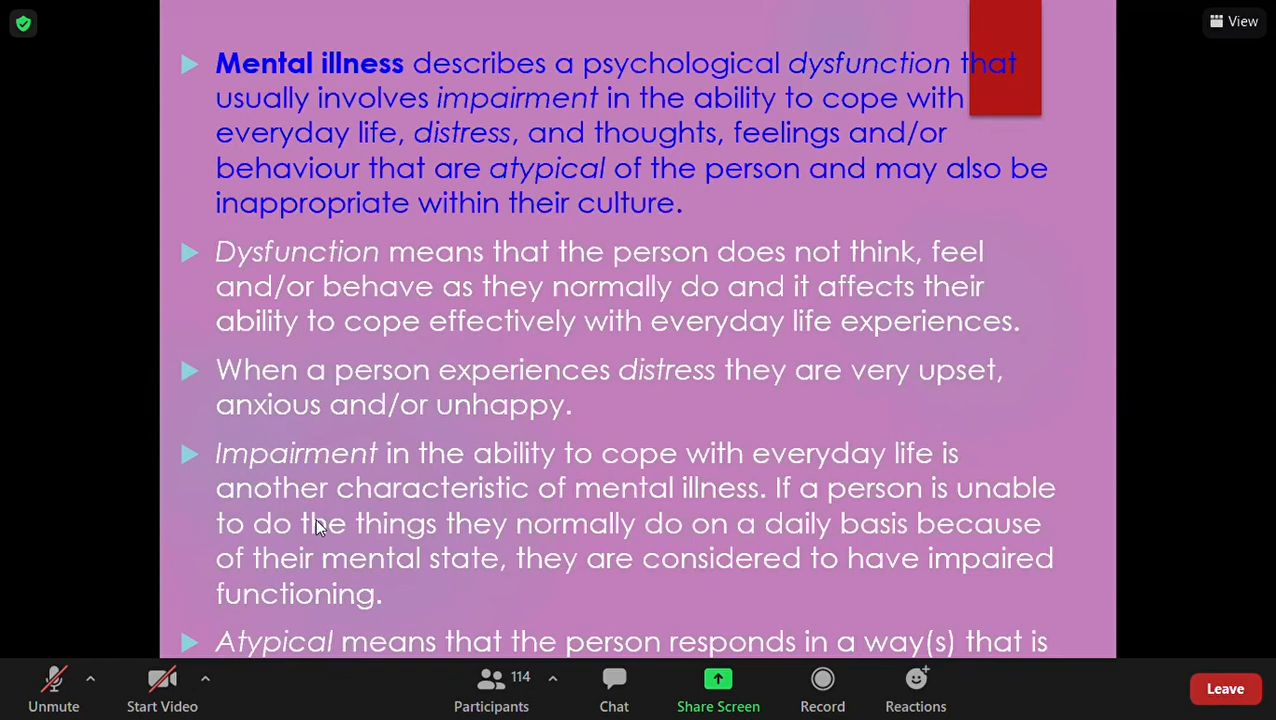 View
Mental illness describes a psychological dysfunction that
usually involves impairment in the ability to cope with
everyday life, distress, and thoughts, feelings and/or
behaviour that are atypical of the person and may also be
inappropriate within their culture.
Dysfunction means that the person does not think, feel
and/or behave as they normally do and it affects their
ability to cope effectively with everyday life experiences.
When a person experiences distress they are very upset,
anxious and/or unhappy.
Impairment in the ability to cope with everyday life is
another characteristic of mental illness. If a person is unable
to do the things they normally do on a daily basis because
of their mental state, they are considered to have impaired
functioning.
Atypical means that the person responds in a way(s) that is
114
Unmute
Start Video
Participants
Chat
Share Screen
Record
Reactions
Leave